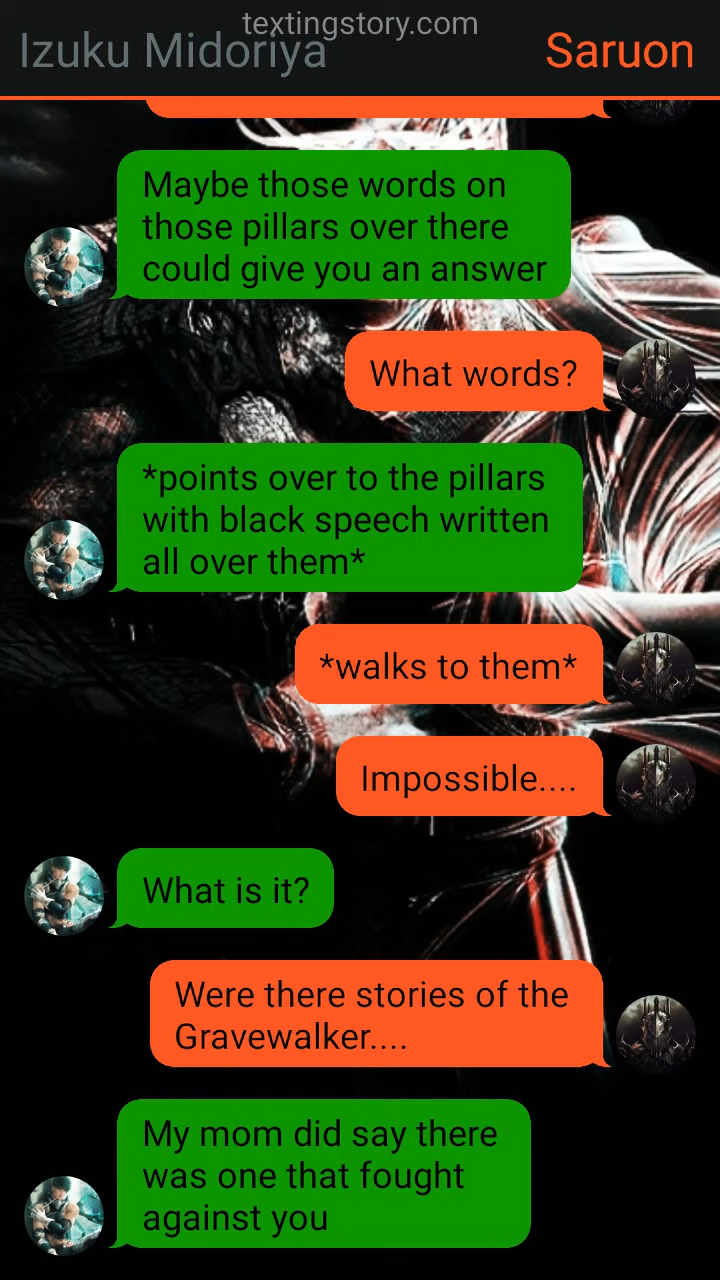 textingstory.com
Izuku Midoriya
Saruon
Maybe those words on
those pillars over there
could give you an answer
What words?
*points over to the pillars
with black speech written
all over them*
*walks to them*
Impossible....
What is it?
Were there stories of the
Gravewalker....
My mom did say there
was one that fought
against you